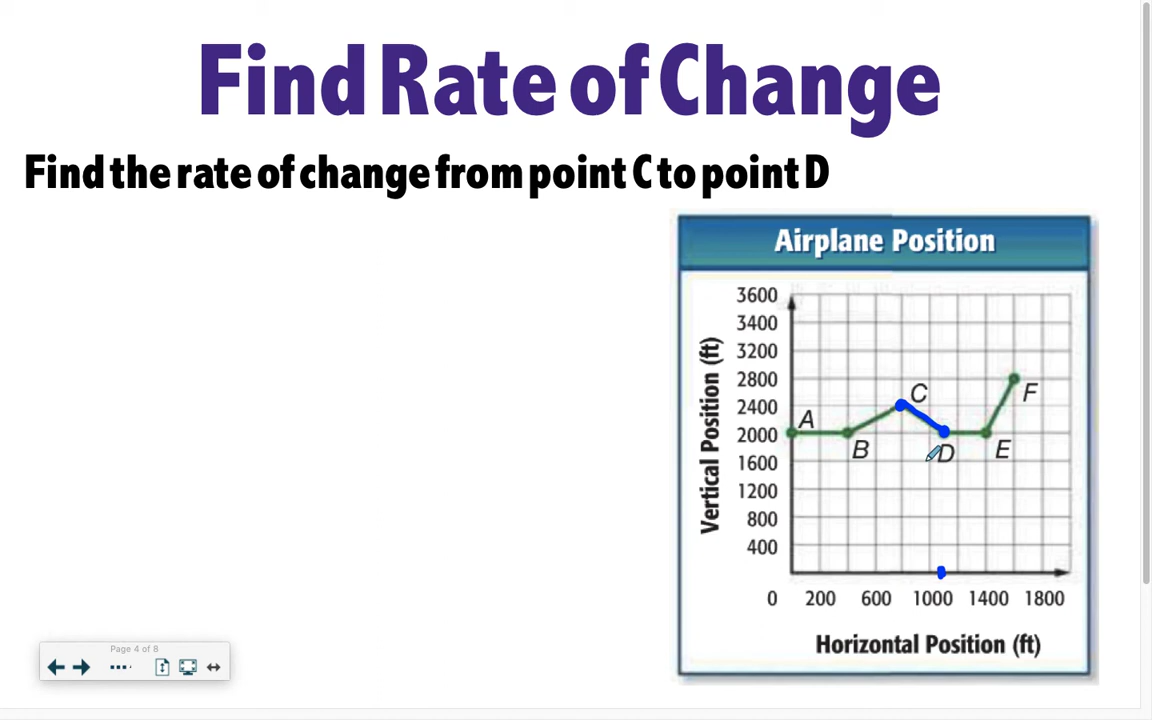 Find Rate of Change
Find the rate of change from point C to point D
Airplane Position
Vertical Position (ft)
3600
3400
3200
2800
2400
2000
1600
1200
800
400
A
B
C
D
E
F
0 200 600 1000 1400 1800
Horizontal Position (ft)
Page 4 of 8